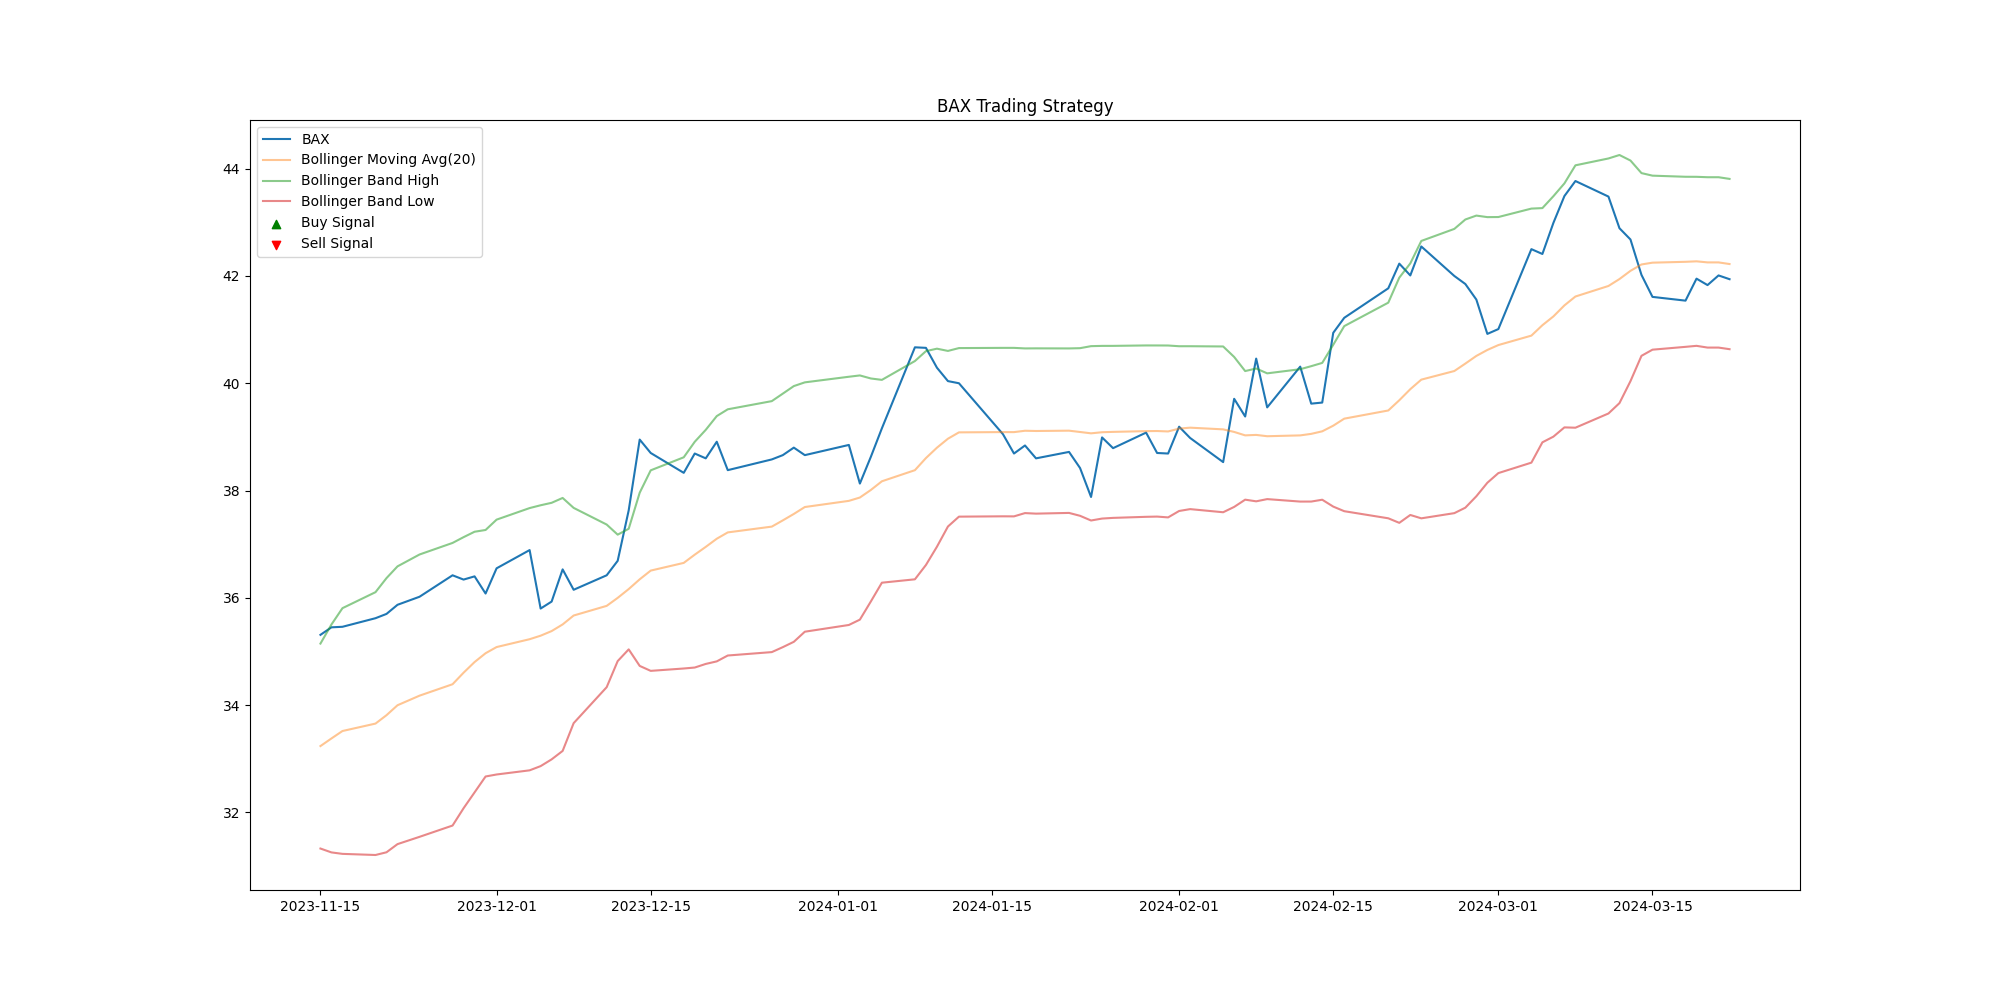 BAX Trading Strategy
BAX
Bollinger Moving Avg(20)
Bollinger Band High
Bollinger Band Low
Buy Signal
Sell Signal
44
42
40
38
36
34
32
2023-11-15 2023-12-01 2023-12-15 2024-01-01 2024-01-15 2024-02-01 2024-02-15 2024-03-01 2024-03-15